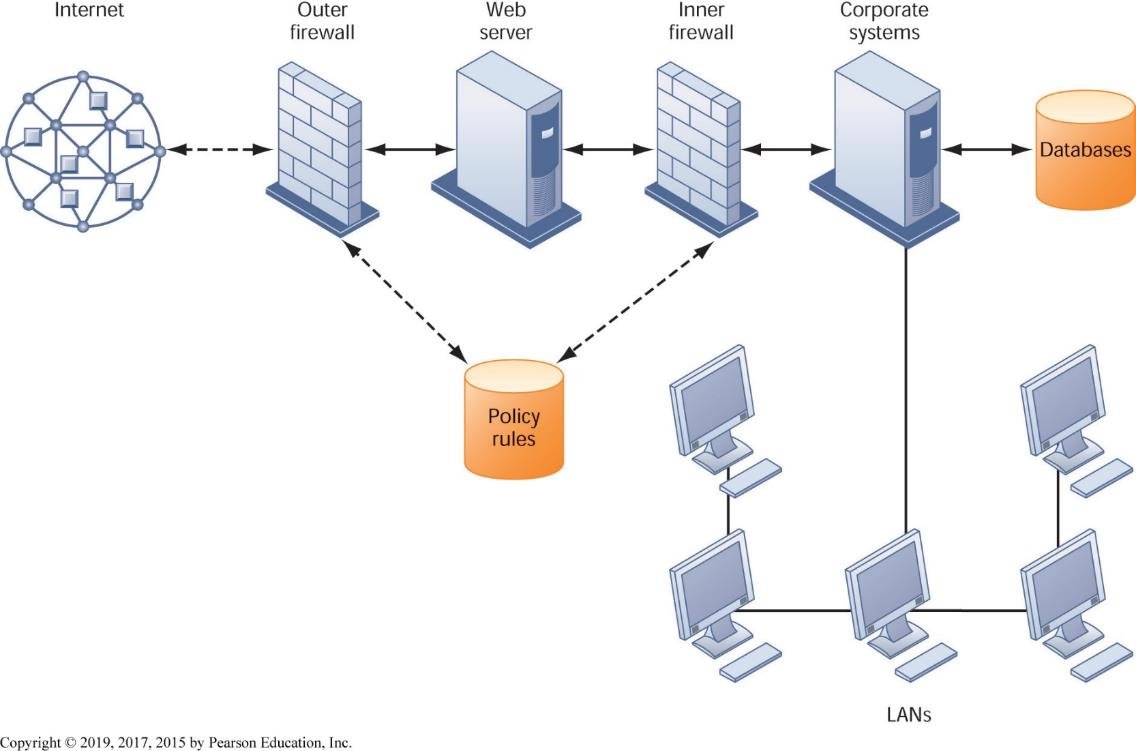 Internet
Outer
firewall
Web
server
Inner
firewall
Corporate
systems
Databases
Policy
rules
LANs
Copyright © 2019, 2017, 2015 by Pearson Education, Inc.